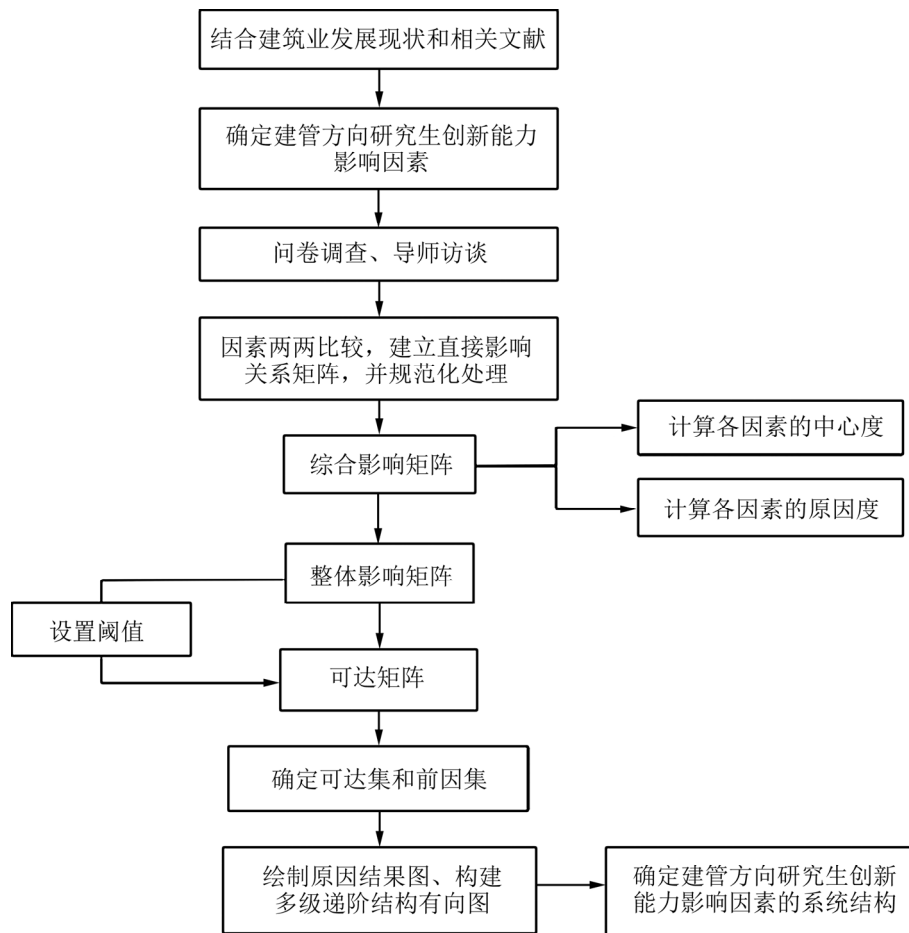 结合建筑业发展现状和相关文献
确定建管方向研究生创新能力
影响因素
问卷调查、导师访谈
因素两两比较，建立直接影响
关系矩阵，并规范化处理
计算各因素的中心度
综合影响矩阵
计算各因素的原因度
整体影响矩阵
设置阈值
可达矩阵
确定可达集和前因集
绘制原因结果图、构建
多级递阶结构有向图
确定建管方向研究生创新
能力影响因素的系统结构